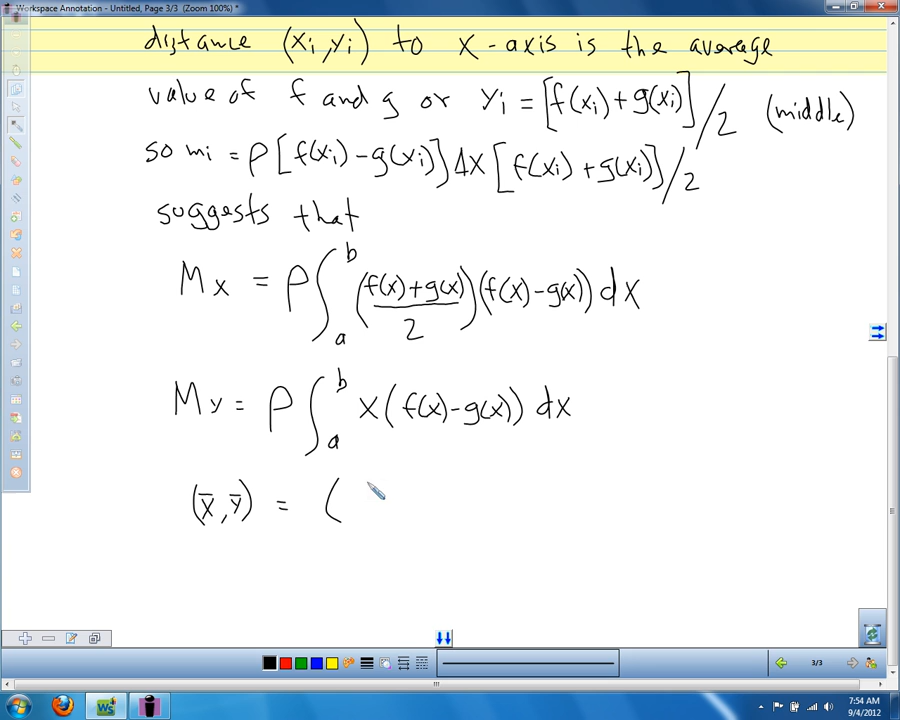 Workspace Annotation - Untitled, Page 3/3 (Zoom 100%) *
distance (xi, yi) to x-axis is the average
value of f and g or yi = [f(xi)+g(xi)]/2 (middle)
so mi = ρ[f(xi)-g(xi)]Δx[f(xi)+g(xi)]/2
suggests that
Mx = ρ∫_a^b ((f(x)+g(x))/2)(f(x)-g(x)) dx
My = ρ∫_a^b x(f(x)-g(x)) dx
(x̄, ȳ) = (
3/3
7:54 AM
9/4/2012